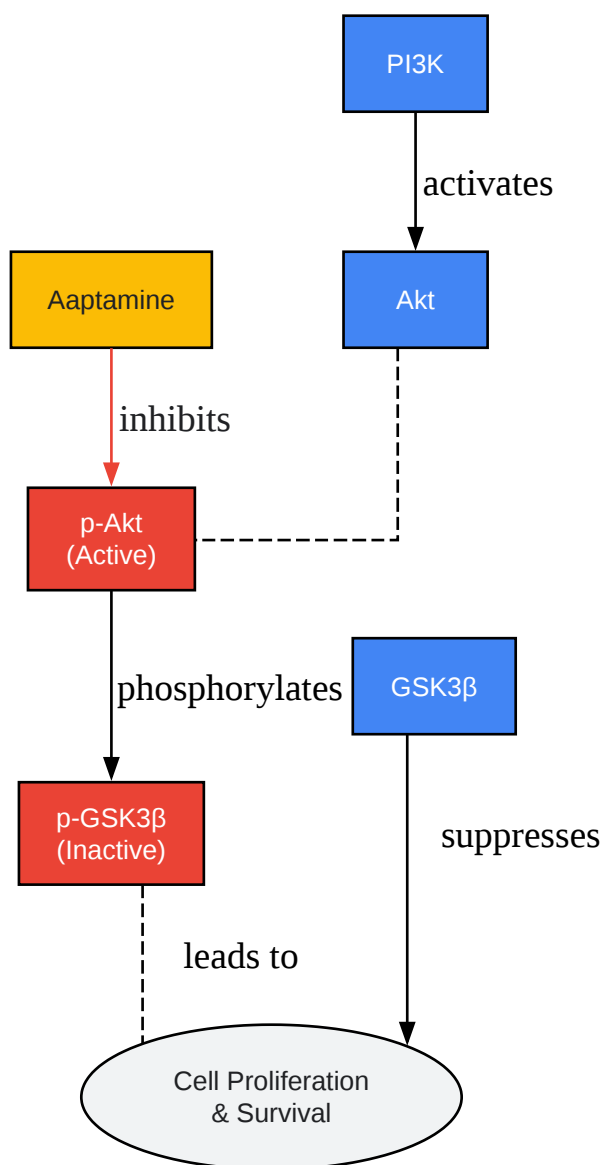 PI3K
activates
Aaptamine
Akt
inhibits
p-Akt
(Active)
phosphorylates
GSK3β
p-GSK3β
(Inactive)
suppresses
leads to
Cell Proliferation
& Survival